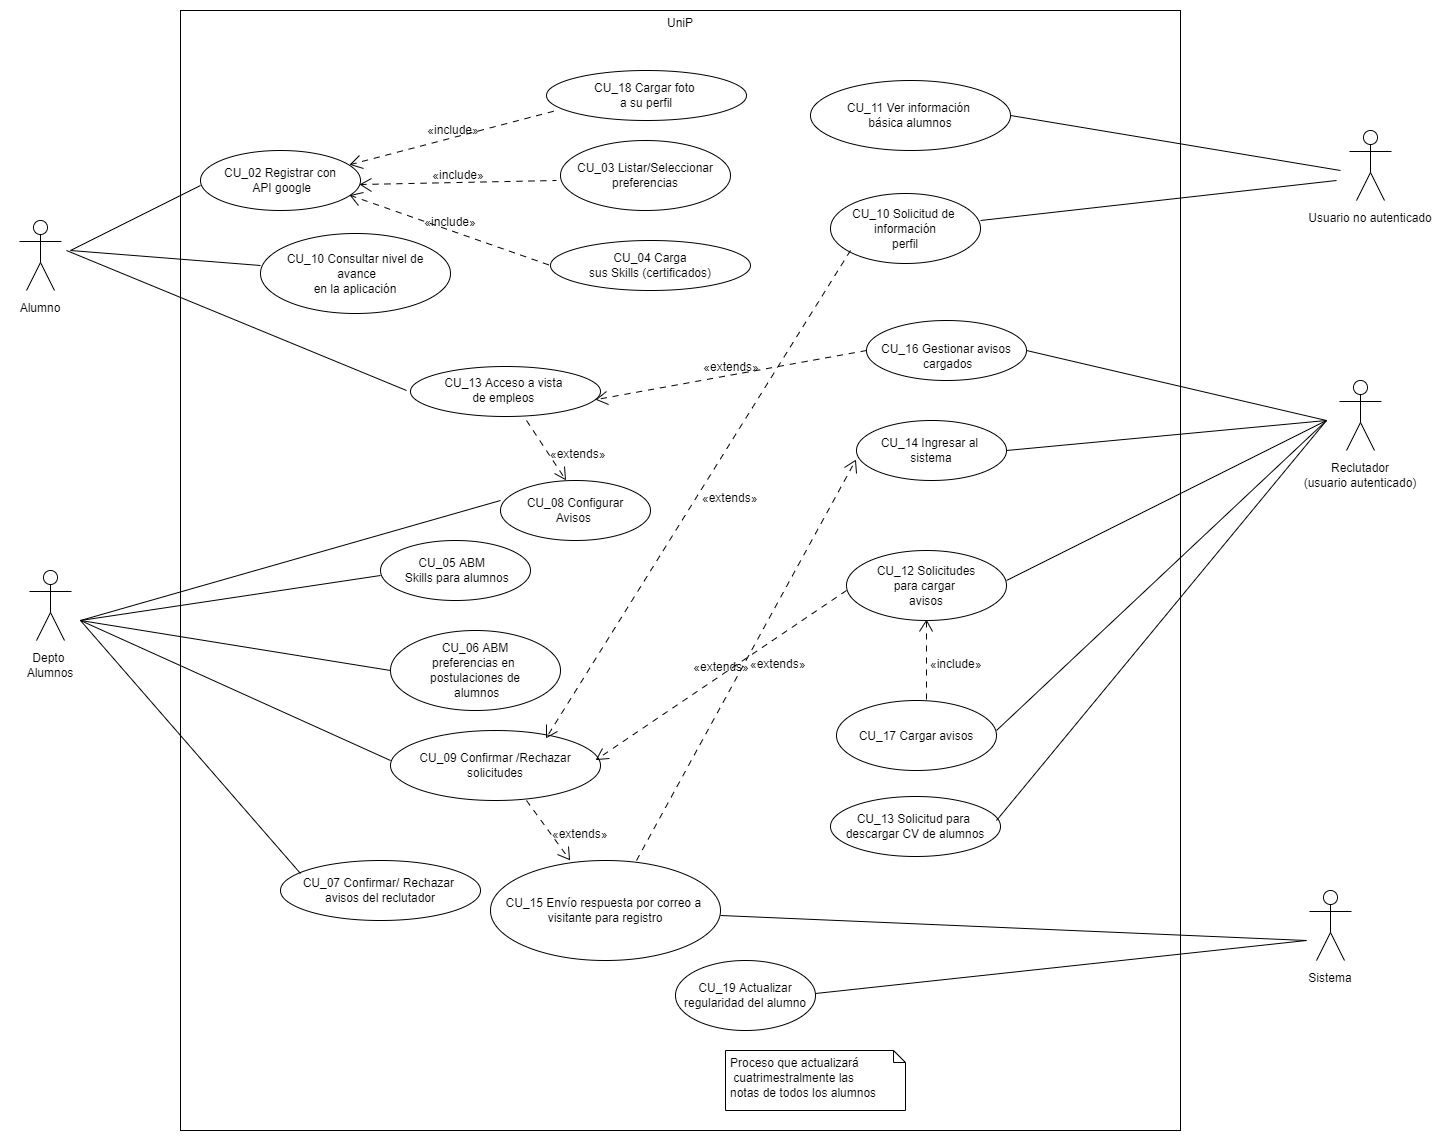 UniP
CU_18 Cargar foto
a su perfil
CU_11 Ver información
básica alumnos
«include»
CU_02 Registrar con
API google
«include»
CU_03 Listar/Seleccionar
preferencias
Usuario no autenticado
CU_10 Solicitud de
información
perfil
«include»
CU_04 Carga
sus Skills (certificados)
CU_10 Consultar nivel de
avance
en la aplicación
Alumno
CU_16 Gestionar avisos
cargados
«extends»
CU_13 Acceso a vista
de empleos
«extends»
CU_14 Ingresar al
sistema
Reclutador
(usuario autenticado)
CU_08 Configurar
Avisos
«extends»
CU_05 ABM
Skills para alumnos
CU_12 Solicitudes
para cargar
avisos
Depto
Alumnos
CU_06 ABM
preferencias en
postulaciones de
alumnos
«extends»
«extends»
«include»
CU_17 Cargar avisos
CU_09 Confirmar /Rechazar
solicitudes
«extends»
CU_13 Solicitud para
descargar CV de alumnos
CU_07 Confirmar/ Rechazar
avisos del reclutador
CU_15 Envío respuesta por correo a
visitante para registro
Sistema
CU_19 Actualizar
regularidad del alumno
Proceso que actualizará
cuatrimestralmente las
notas de todos los alumnos